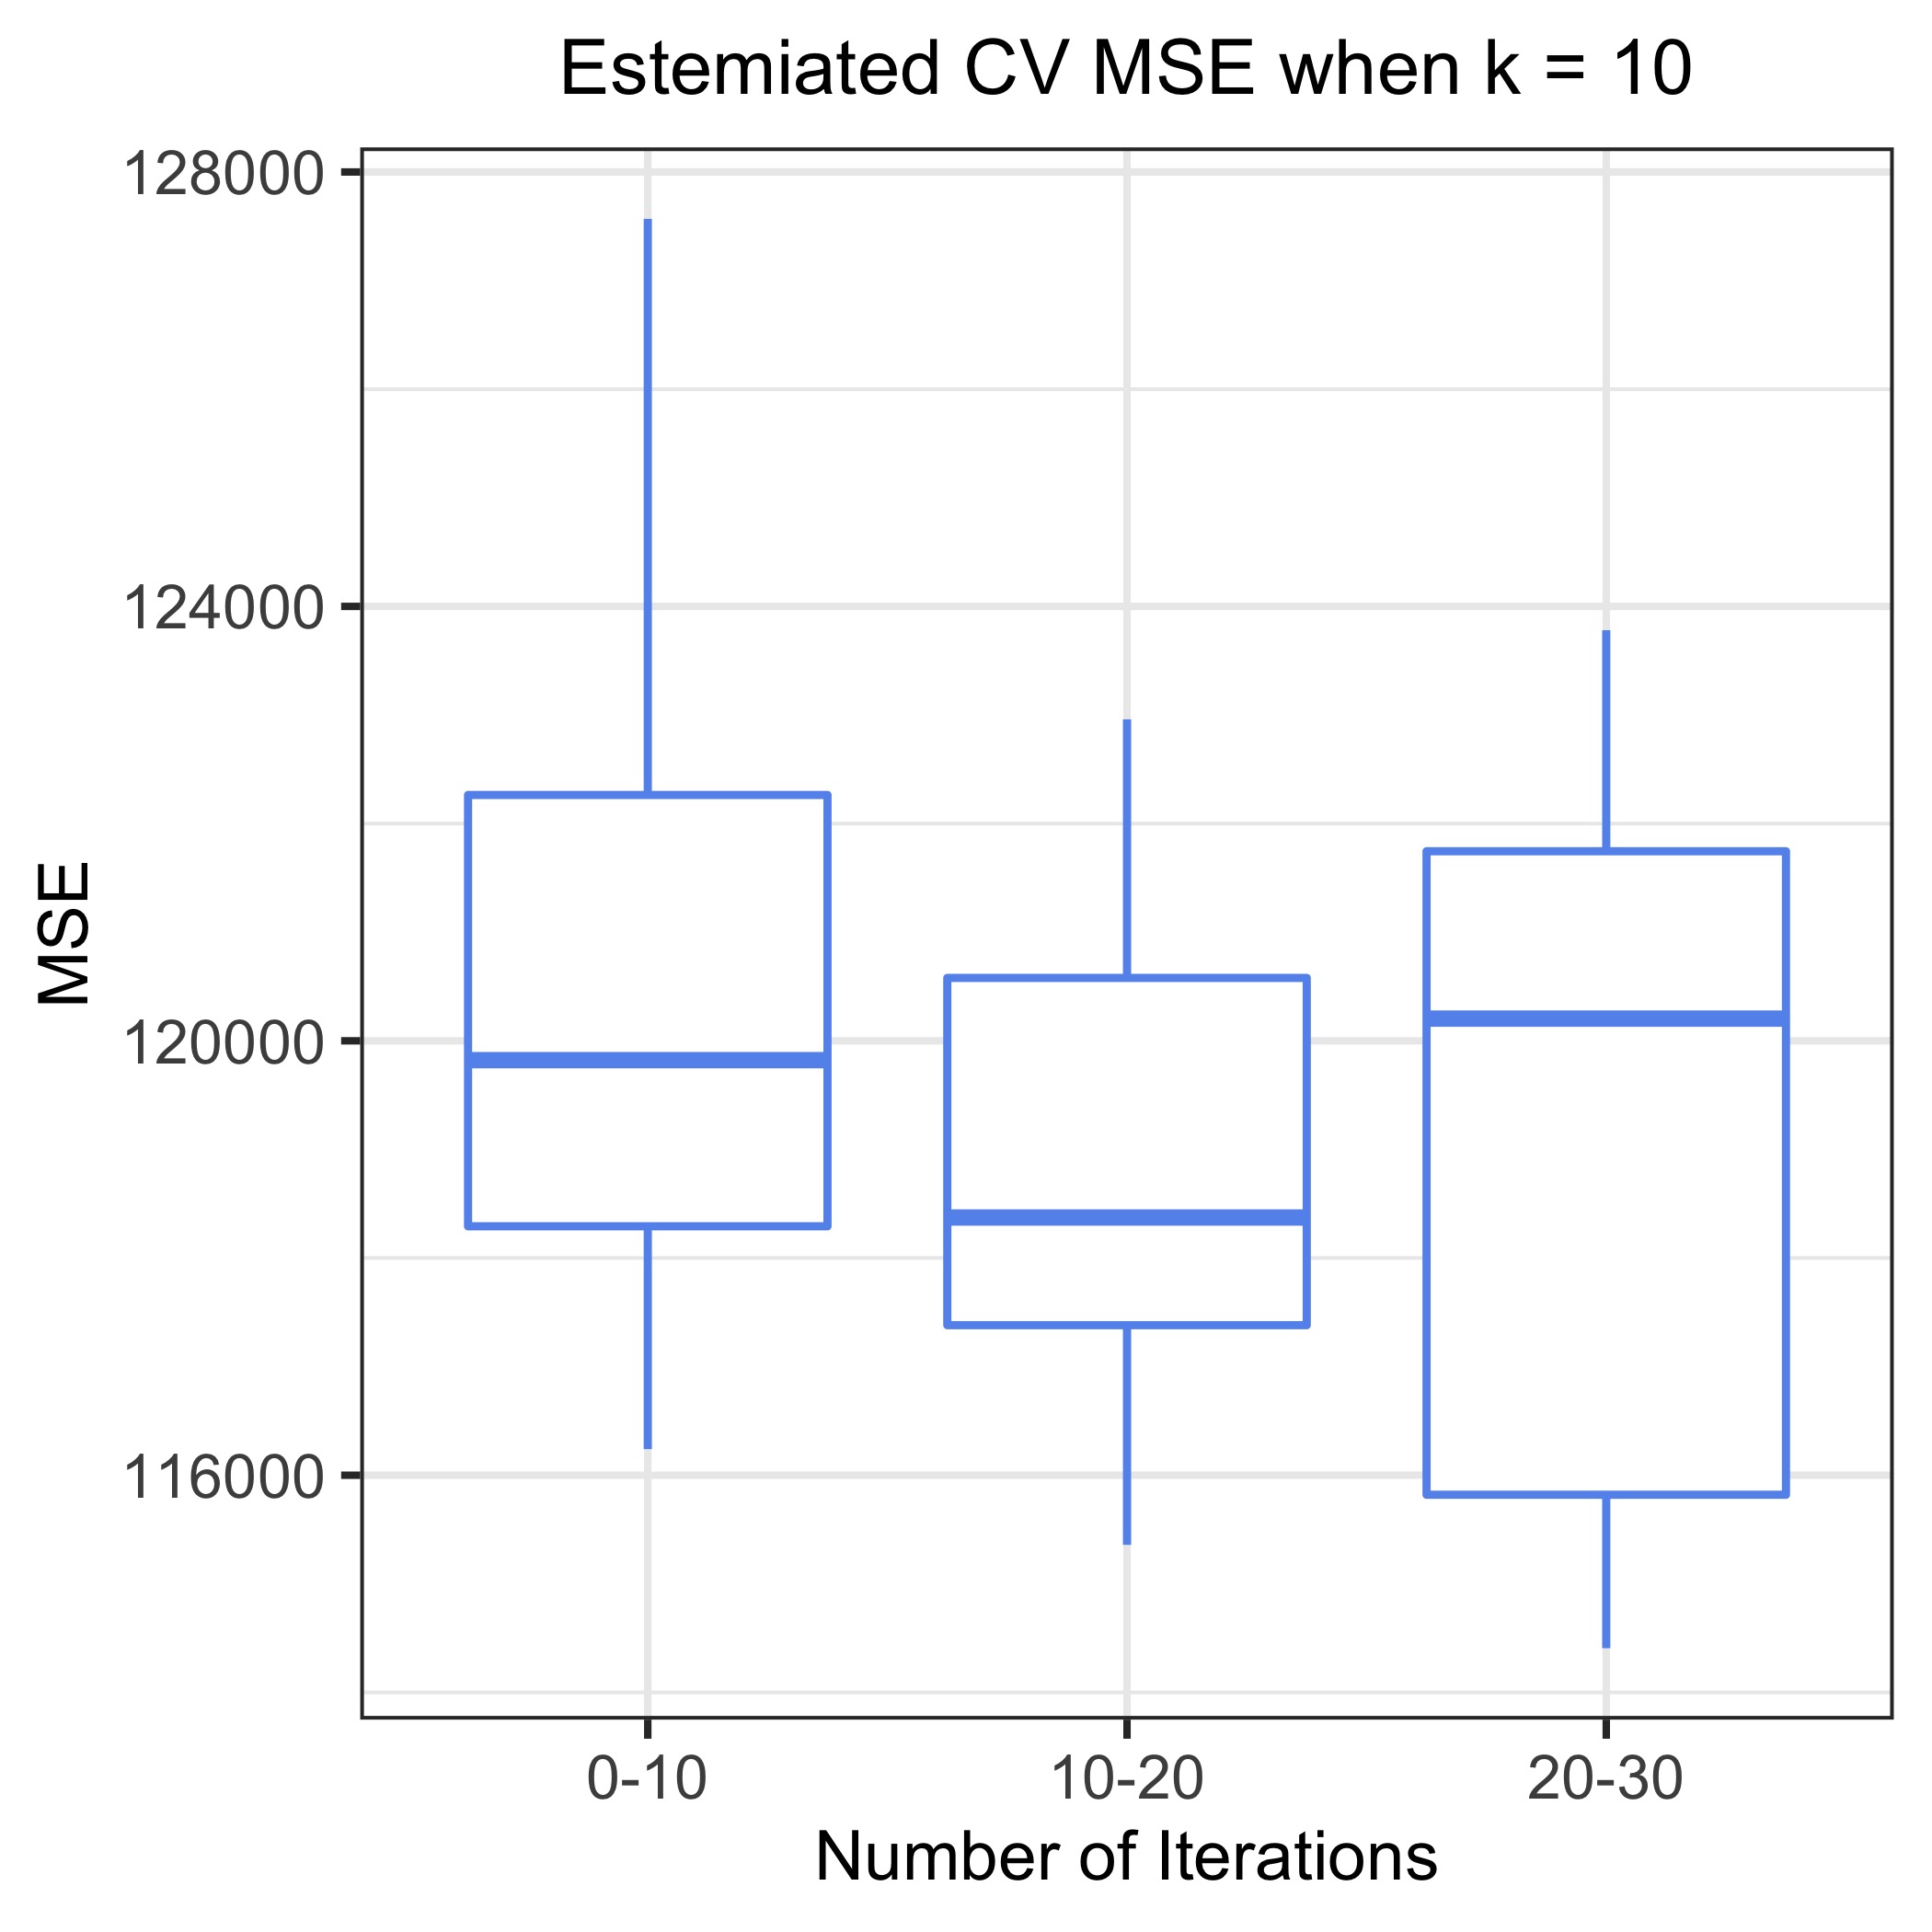 Estemiated CV MSE when k = 10
128000
124000
120000
116000
MSE
0-10 10-20 20-30
Number of Iterations